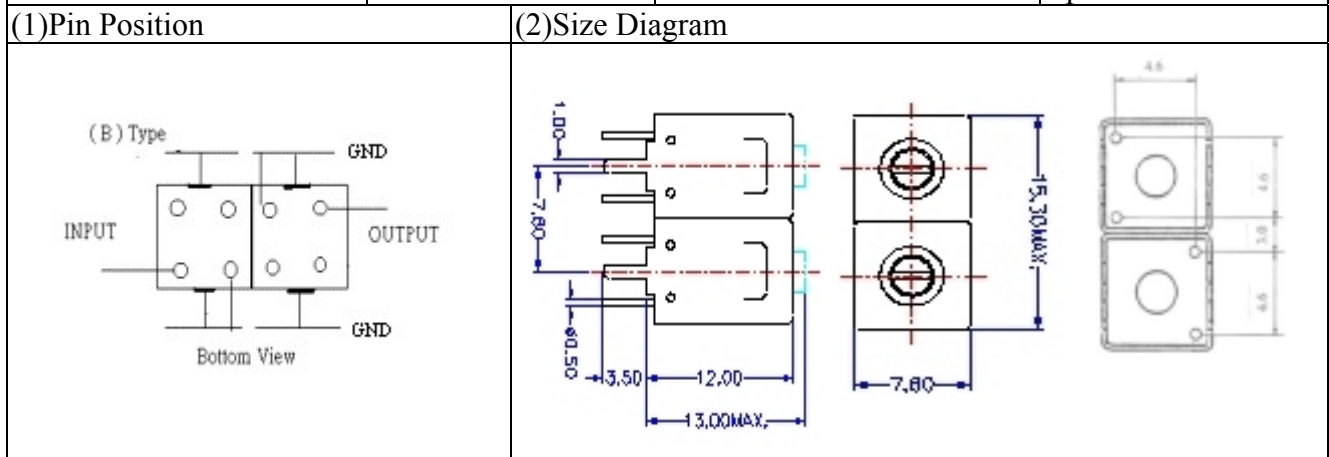 (1)Pin Position
(2)Size Diagram
(B) Type
GND
INPUT
OUTPUT
GND
Bottom View
1.00
7.80
ø0.50
3.50
12.00
13.00MAX.
15.70MAX.
7.80
4.6
4.6
3.0
4.6